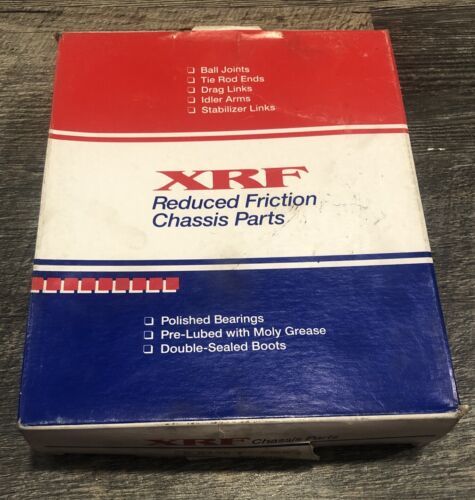 ❑ Ball Joints
❑ Tie Rod Ends
❑ Drag Links
❑ Idler Arms
❑ Stabilizer Links
XRF
Reduced Friction
Chassis Parts
❑ Polished Bearings
❑ Pre-Lubed with Moly Grease
❑ Double-Sealed Boots
XRF Chassis Parts